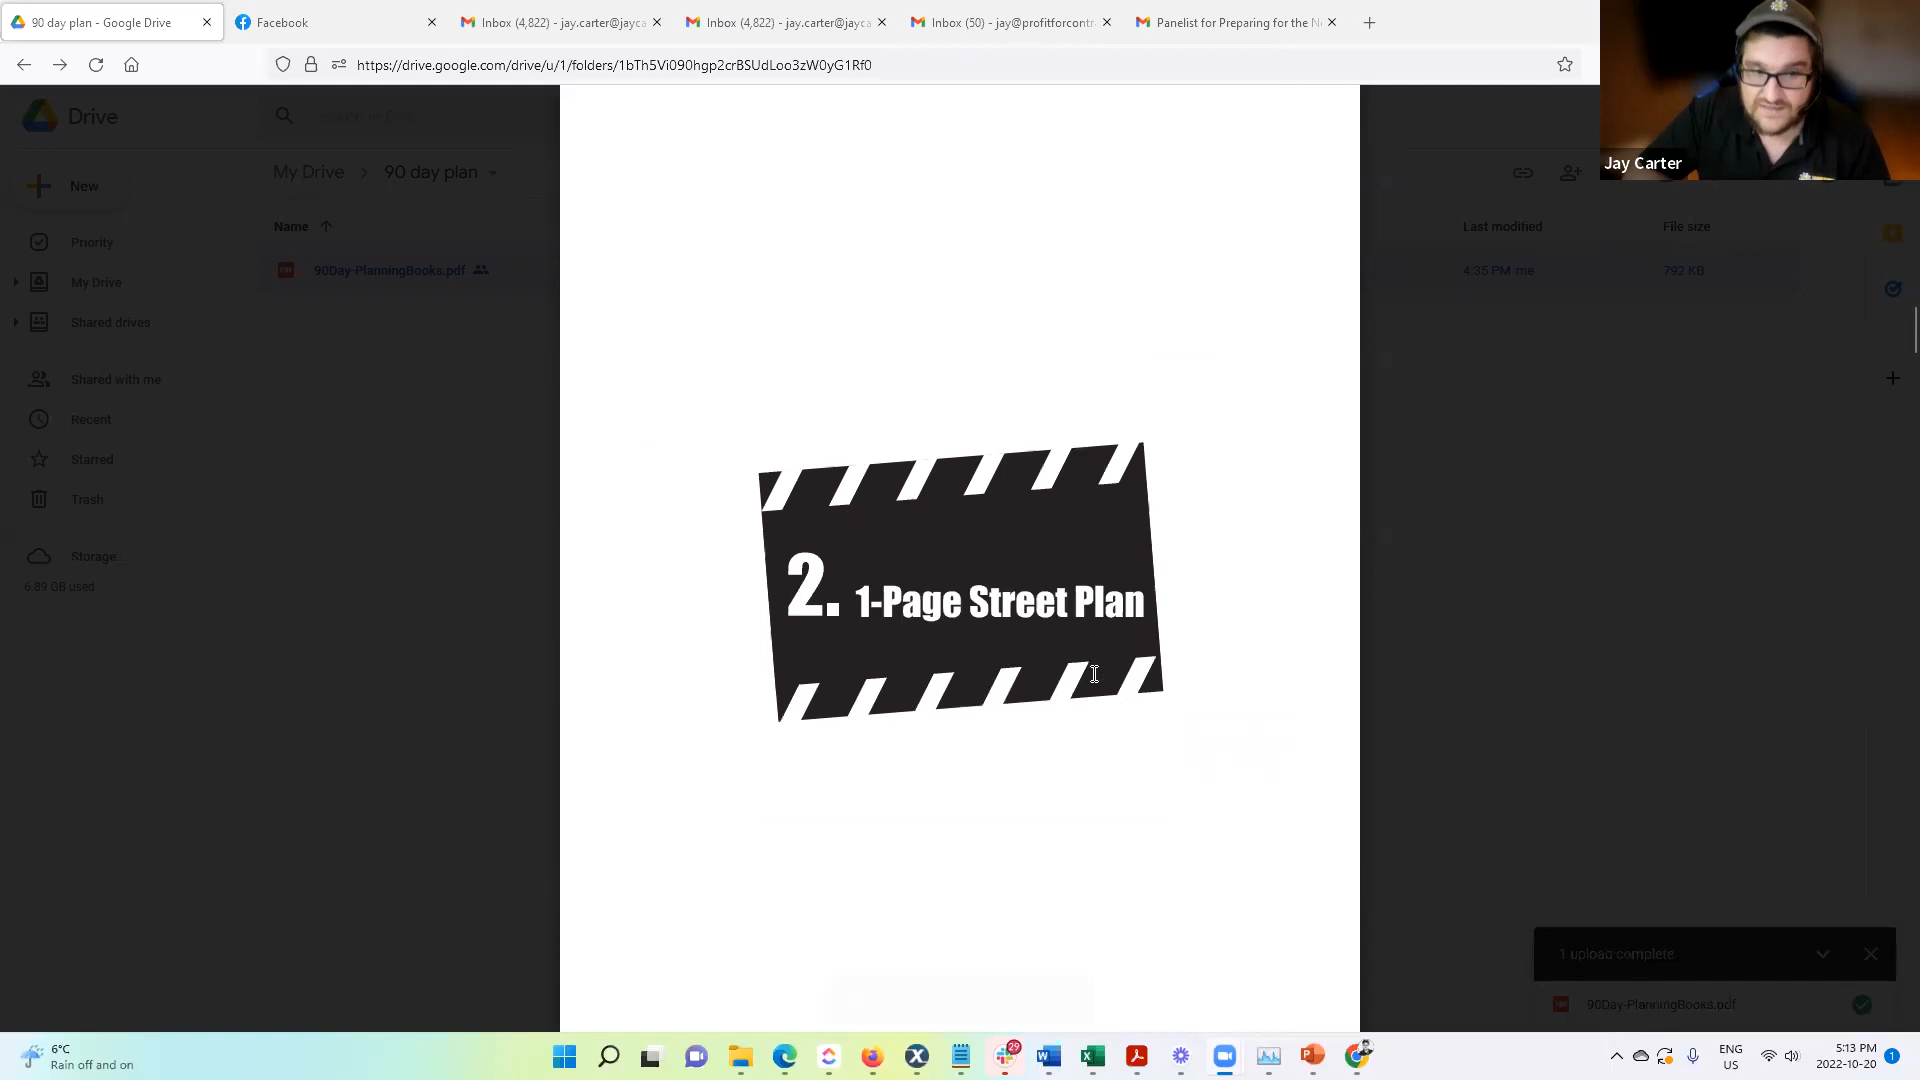 90 day plan - Google Drive
Facebook
Inbox (4,822) - jay.carter@jayca
Inbox (4,822) - jay.carter@jayca
Inbox (50) - jay@profitforcontr
Panelist for Preparing for the N
https://drive.google.com/drive/u/1/folders/1bTh5Vi090hgp2crBSUdLoo3zW0yG1Rf0
Jay Carter
Drive
New
My Drive
90 day plan
Name
Last modified
File size
90Day-PlanningBooks.pdf
4:35 PM me
792 KB
Priority
My Drive
Shared drives
Shared with me
Recent
Starred
Trash
Storage
6.89 GB used
2. 1-Page Street Plan
1 upload complete
90Day-PlanningBooks.pdf
6°C
Rain off and on
29
ENG
US
5:13 PM
2022-10-20
1